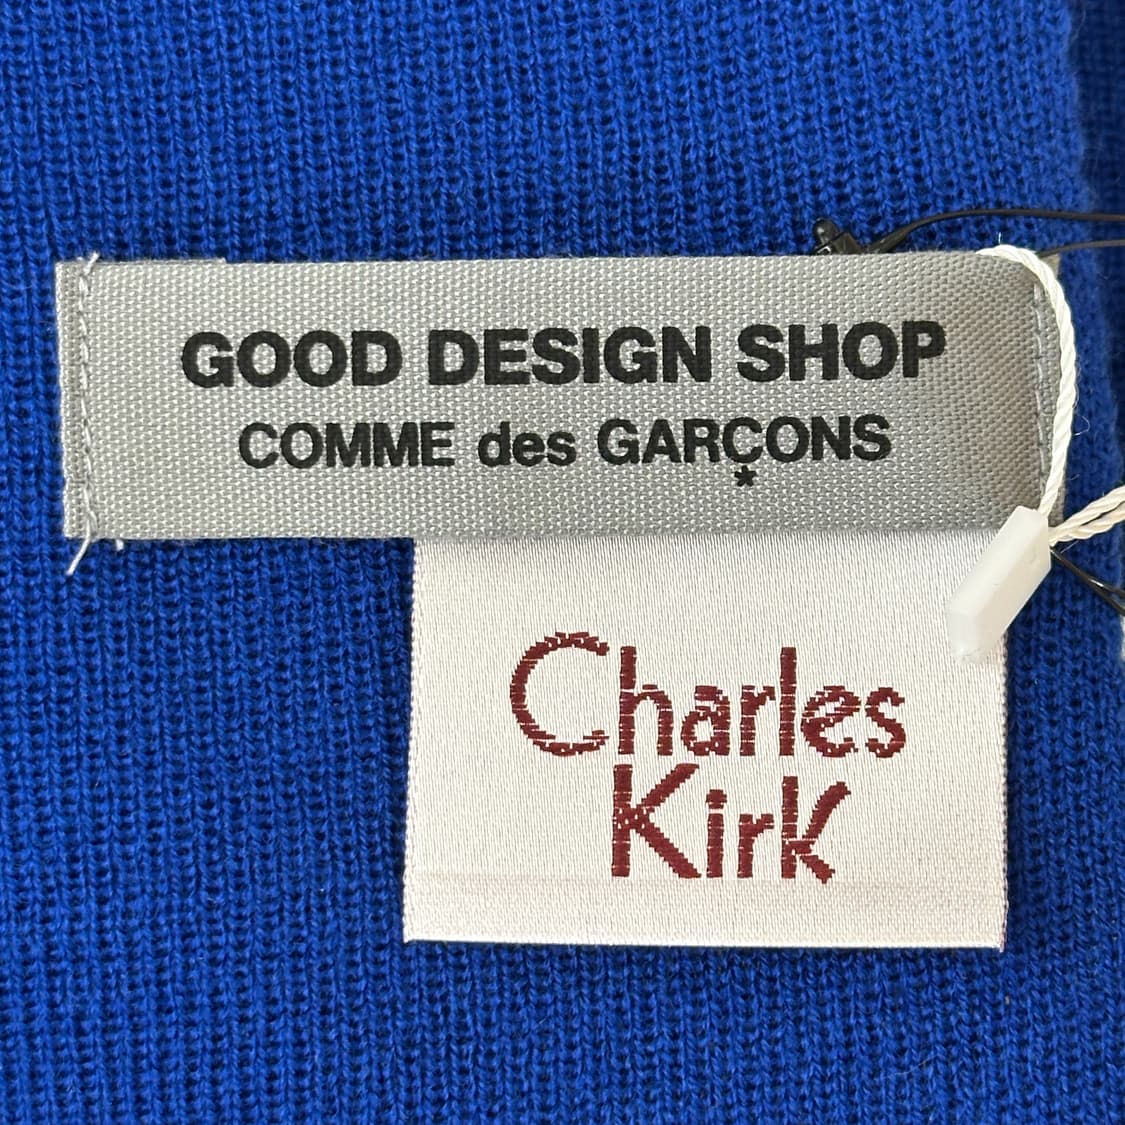 GOOD DESIGN SHOP
COMME des GARÇONS
*
Charles
Kirk